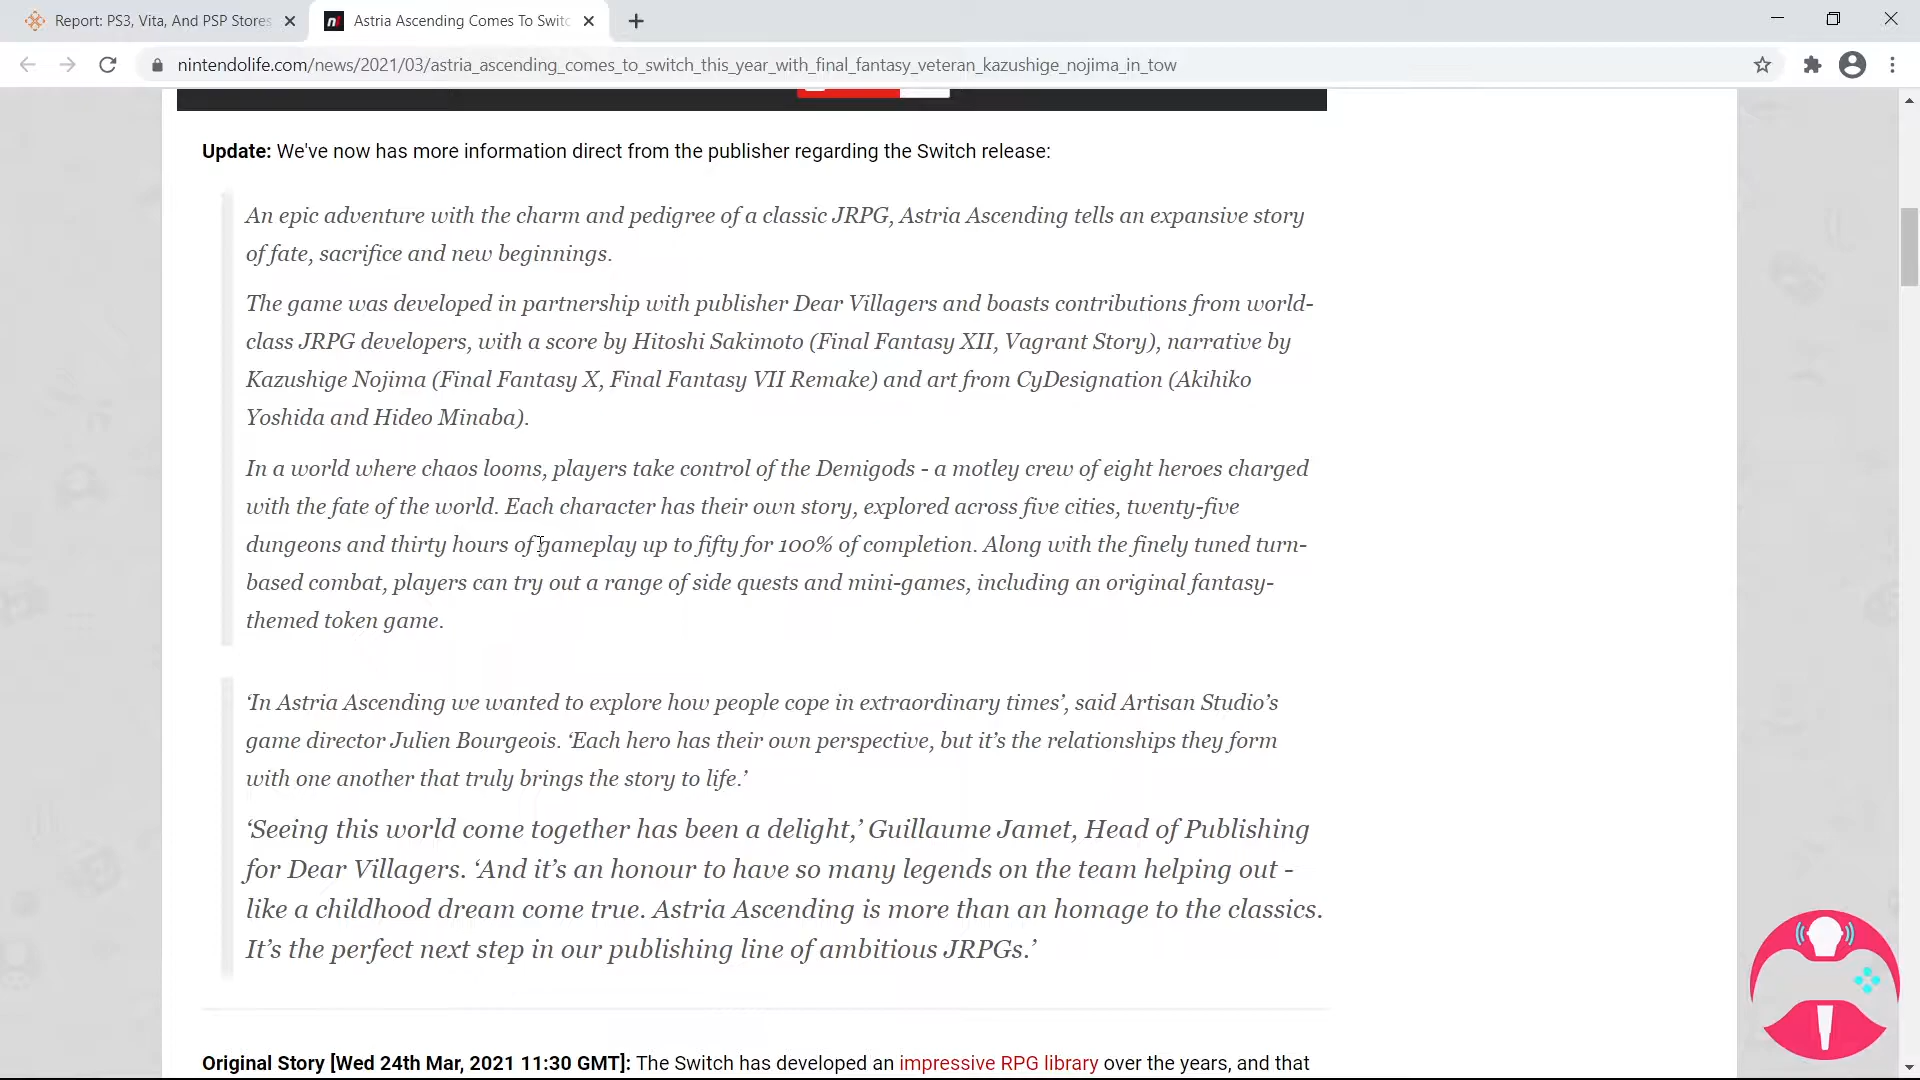 Report: PS3, Vita, And PSP Stores
Astria Ascending Comes To Switc
nintendolife.com/news/2021/03/astria_ascending_comes_to_switch_this_year_with_final_fantasy_veteran_kazushige_nojima_in_tow
Update: We've now has more information direct from the publisher regarding the Switch release:
An epic adventure with the charm and pedigree of a classic JRPG, Astria Ascending tells an expansive story
of fate, sacrifice and new beginnings.
The game was developed in partnership with publisher Dear Villagers and boasts contributions from world-
class JRPG developers, with a score by Hitoshi Sakimoto (Final Fantasy XII, Vagrant Story), narrative by
Kazushige Nojima (Final Fantasy X, Final Fantasy VII Remake) and art from CyDesignation (Akihiko
Yoshida and Hideo Minaba).
In a world where chaos looms, players take control of the Demigods - a motley crew of eight heroes charged
with the fate of the world. Each character has their own story, explored across five cities, twenty-five
dungeons and thirty hours of gameplay up to fifty for 100% of completion. Along with the finely tuned turn-
based combat, players can try out a range of side quests and mini-games, including an original fantasy-
themed token game.
‘In Astria Ascending we wanted to explore how people cope in extraordinary times’, said Artisan Studio’s
game director Julien Bourgeois. ‘Each hero has their own perspective, but it’s the relationships they form
with one another that truly brings the story to life.’
‘Seeing this world come together has been a delight,’ Guillaume Jamet, Head of Publishing
for Dear Villagers. ‘And it’s an honour to have so many legends on the team helping out -
like a childhood dream come true. Astria Ascending is more than an homage to the classics.
It’s the perfect next step in our publishing line of ambitious JRPGs.’
Original Story [Wed 24th Mar, 2021 11:30 GMT]: The Switch has developed an impressive RPG library over the years, and that